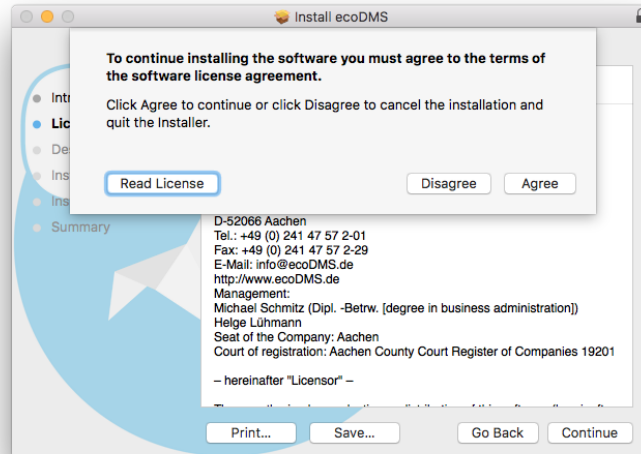 Install ecoDMS
To continue installing the software you must agree to the terms of
the software license agreement.
Click Agree to continue or click Disagree to cancel the installation and
quit the Installer.
Read License
Disagree
Agree
Int
Lic
De
Ins
Ins
Summary
D-52066 Aachen
Tel.: +49 (0) 241 47 57 2-01
Fax: +49 (0) 241 47 57 2-29
E-Mail: info@ecoDMS.de
http://www.ecoDMS.de
Management:
Michael Schmitz (Dipl. -Betrw. [degree in business administration])
Helge Lühmann
Seat of the Company: Aachen
Court of registration: Aachen County Court Register of Companies 19201
– hereinafter "Licensor" –
Print...
Save...
Go Back
Continue